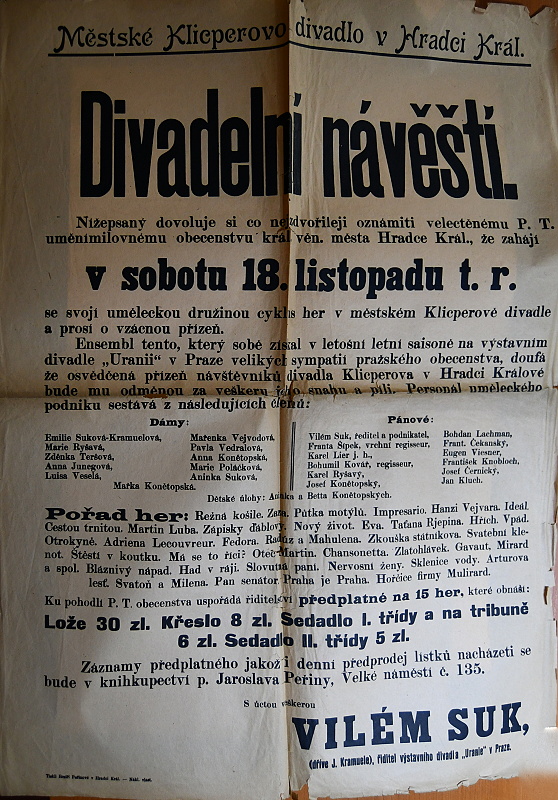 Městské Klicperovo divadlo v Hradci Král.
Divadelní návěští.
Nížepsaný dovoluje si co nejzdvořileji oznámiti velectěnému P. T.
uměnímilovnému obecenstvu král. věn. města Hradce Král., že zahájí
v sobotu 18. listopadu t. r.
se svojí uměleckou družinou cyklus her v městském Klicperově divadle
a prosí o vzácnou přízeň.
Ensembl tento, který sobě získal v letošní letní saisoně na výstavním
divadle „Uranii“ v Praze velikých sympatií pražského obecenstva, doufá
že osvědčená přízeň návštěvníků divadla Klicperova v Hradci Králové
bude mu odměnou za veškeru jeho snahu a píli. Personál uměleckého
podniku sestává z následujících členů:
Dámy:
Emilie Suková-Kramuelova,
Marie Ryšavá,
Zdenka Teršová,
Anna Junegová,
Luisa Veselá,
Mařenka Vejvodová,
Pavla Vedralova,
Anna Konětopská,
Marie Poláčková,
Aninka Suková,
Mařka Konětopská.
Pánové:
Vilém Suk, ředitel a podnikatel,
Franta Šípek, vrchní regisseur,
Karel Lier j. h.,
Bohumil Kovář, regisseur,
Karel Ryšavý,
Josef Konětopský,
Bohdan Lachman,
Frant. Čekanský,
Eugen Viesner,
František Knobloch,
Josef Černický,
Jan Kluch.
Dětské úlohy: Aninka a Betta Konětopských.
Pořad her: Režná košile. Zaza. Pútka motýlů. Impresario. Hanzi Vejvara. Ideál.
Cestou trnitou. Martin Luba. Zápisky ďáblovy. Nový život. Eva. Taťana Rjepina. Hřích. Vpád.
Otrokyně. Adriena Lecouvreur. Fedora. Radúz a Mahulena. Zkouška státníkova. Svatební kle-
not. Štěstí v koutku. Má se to říci? Otec Martin. Chansonetta. Zlatohlávek. Gavaut, Mirard
a spol. Bláznivý nápad. Had v ráji. Slovutná paní. Nervosní ženy. Sklenice vody. Arturova
lesť. Svatoň a Milena. Pan senátor. Praha je Praha. Hořčice firmy Mulirard.
Ku pohodlí P. T. obecenstva uspořádá ředitelství předplatné na 15 her, které obnáší:
Lože 30 zl. Křeslo 8 zl. Sedadlo I. třídy a na tribuně
6 zl. Sedadlo II. třídy 5 zl.
Záznamy předplatného jakož i denní předprodej lístků nacházeti se
bude v knihkupectví p. Jaroslava Peřiny, Velké náměstí č. 135.
S úctou veškerou
VILÉM SUK,
(dříve J. Kramuele), ředitel výstavního divadla „Uranie“ v Praze.